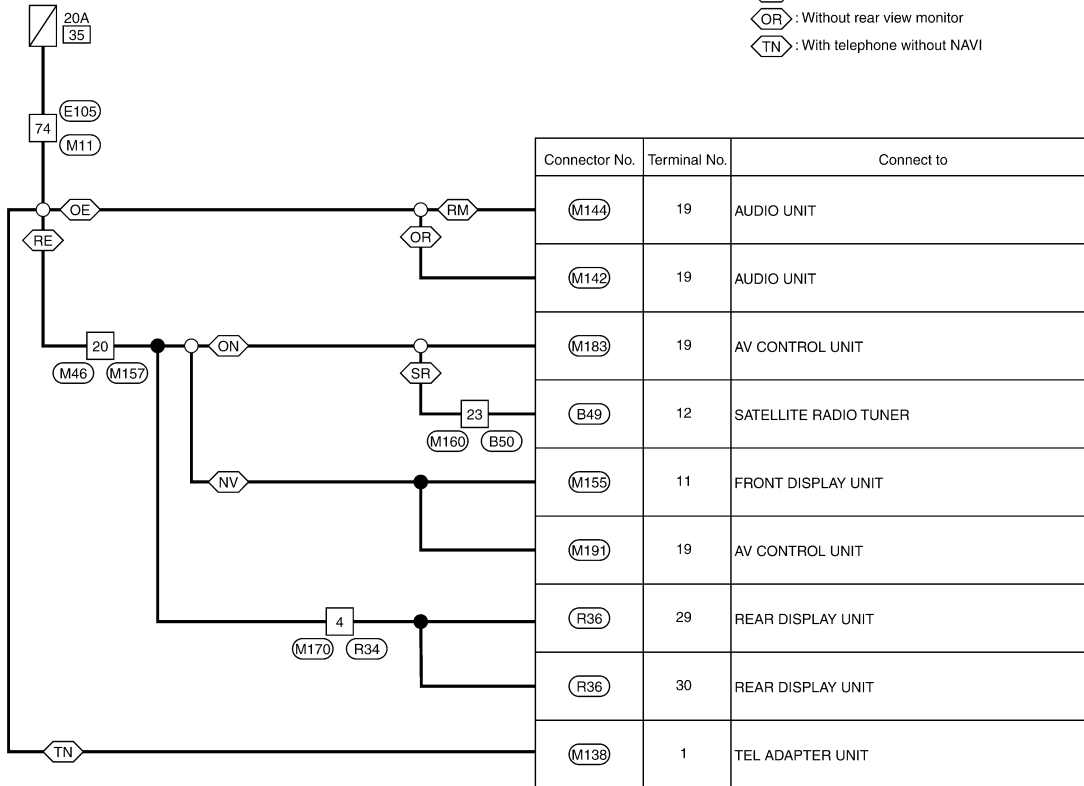 20A
35
OR : Without rear view monitor
TN : With telephone without NAVI
E105
74
M11
Connector No. Terminal No. Connect to
OE RM M144 19 AUDIO UNIT
RE OR
M142 19 AUDIO UNIT
20 ON M183 19 AV CONTROL UNIT
M46 M157 SR
23 B49 12 SATELLITE RADIO TUNER
M160 B50
NV M155 11 FRONT DISPLAY UNIT
M191 19 AV CONTROL UNIT
4 R36 29 REAR DISPLAY UNIT
M170 R34
R36 30 REAR DISPLAY UNIT
TN M138 1 TEL ADAPTER UNIT